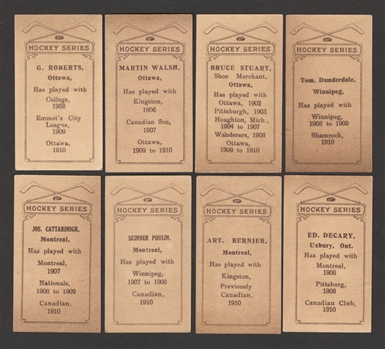 HOCKEY SERIES
G. ROBERTS,
Ottawa,
Has played with
College,
1908
Emmet's City
League,
1909
Ottawa,
1910
HOCKEY SERIES
MARTIN WALSH,
Ottawa,
Has played with
Kingston,
1906
Canadian Soo,
1907
Ottawa,
1909 to 1910
HOCKEY SERIES
BRUCE STUART,
Shoe Merchant,
Ottawa,
Has played with
Ottawa, 1902
Pittsburgh, 1903
Houghton, Mich.,
1904 to 1907
Wanderers, 1908
Ottawa,
1909 to 1910
HOCKEY SERIES
Tom. Dunderdale,
Winnipeg,
Has played with
Winnipeg,
1908 to 1909
Shamrock,
1910
HOCKEY SERIES
JOS. CATTARINICH,
Montreal,
Has played with
Montreal,
1907
Nationals,
1908 to 1909
Canadian,
1910
HOCKEY SERIES
SKINNER POULIN,
Montreal,
Has played with
Winnipeg,
1907 to 1908
Canadian,
1910
HOCKEY SERIES
ART. BERNIER,
Montreal,
Has played with
Kingston,
Previously
Canadian,
1910
HOCKEY SERIES
ED. DECARY,
Uxbury, Ont.
Has played with
Montreal,
1908
Pittsburg,
1908
Canadian Club,
1910